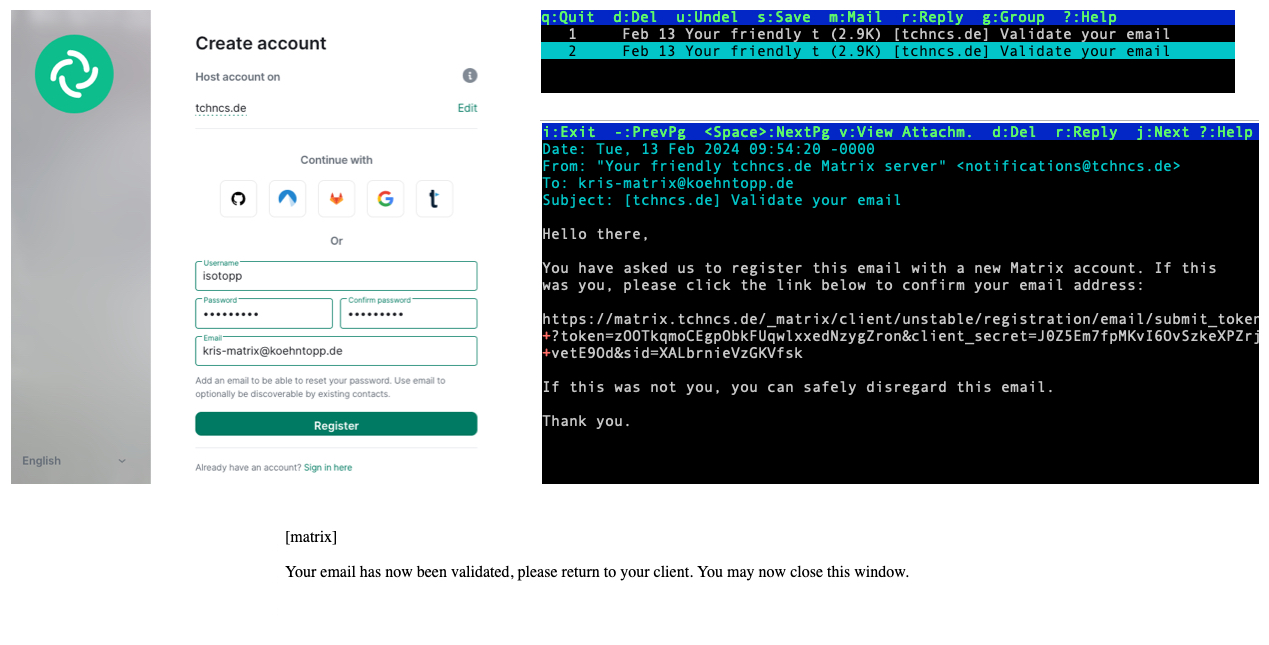 Create account
Host account on
tchncs.de Edit
Continue with
Or
Username
isotopp
Password Confirm password
••••••••• •••••••••
Email
kris-matrix@koehntopp.de
Add an email to be able to reset your password. Use email to
optionally be discoverable by existing contacts.
Register
Already have an account? Sign in here
English
q:Quit  d:Del  u:Undel  s:Save  m:Mail  r:Reply  g:Group  ?:Help
1     Feb 13 Your friendly t (2.9K) [tchncs.de] Validate your email
2     Feb 13 Your friendly t (2.9K) [tchncs.de] Validate your email
i:Exit  -:PrevPg  <Space>:NextPg v:View Attachm.  d:Del  r:Reply  j:Next ?:Help
Date: Tue, 13 Feb 2024 09:54:20 -0000
From: "Your friendly tchncs.de Matrix server" <notifications@tchncs.de>
To: kris-matrix@koehntopp.de
Subject: [tchncs.de] Validate your email
Hello there,
You have asked us to register this email with a new Matrix account. If this
was you, please click the link below to confirm your email address:
https://matrix.tchncs.de/_matrix/client/unstable/registration/email/submit_token
+?token=zOOTkqmoCEgpObkFUqwlxxedNzygZron&client_secret=J0Z5Em7fpMKvI6OvSzkeXPZrj
+vetE9Od&sid=XALbrnieVzGKVfsk
If this was not you, you can safely disregard this email.
Thank you.
[matrix]
Your email has now been validated, please return to your client. You may now close this window.